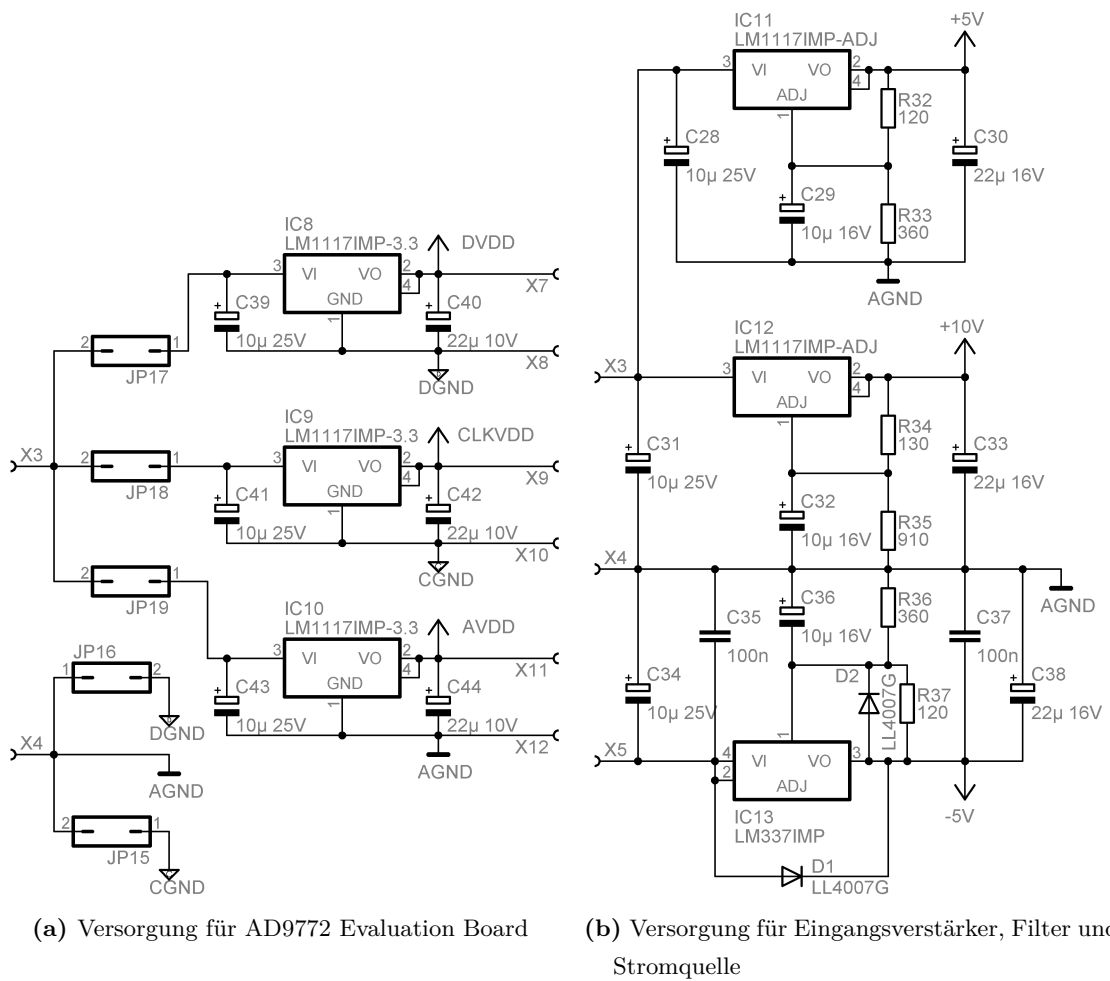 IC8
LM1117IMP-3.3
3
VI
VO
2
4
GND
1
DVDD
X7
C39
10µ 25V
C40
22µ 10V
X8
DGND
2
1
JP17
IC9
LM1117IMP-3.3
3
VI
VO
2
4
GND
1
CLKVDD
X9
X3
2
1
JP18
C41
10µ 25V
C42
22µ 10V
X10
CGND
2
1
JP19
IC10
LM1117IMP-3.3
3
VI
VO
2
4
GND
1
AVDD
X11
C43
10µ 25V
C44
22µ 10V
X12
AGND
JP16
1
2
DGND
X4
AGND
2
1
JP15
CGND
(a) Versorgung für AD9772 Evaluation Board
IC11
LM1117IMP-ADJ
+5V
3
VI
VO
2
4
ADJ
1
R32
120
C28
10µ 25V
C30
22µ 16V
C29
10µ 16V
R33
360
AGND
IC12
LM1117IMP-ADJ
+10V
X3
3
VI
VO
2
4
ADJ
1
R34
130
C31
10µ 25V
C33
22µ 16V
C32
10µ 16V
R35
910
X4
AGND
C35
100n
C36
10µ 16V
R36
360
C37
100n
C34
10µ 25V
D2
LL4007G
R37
120
C38
22µ 16V
1
X5
4
2
VI
VO
3
ADJ
IC13
LM337IMP
-5V
D1
LL4007G
(b) Versorgung für Eingangsverstärker, Filter und
Stromquelle